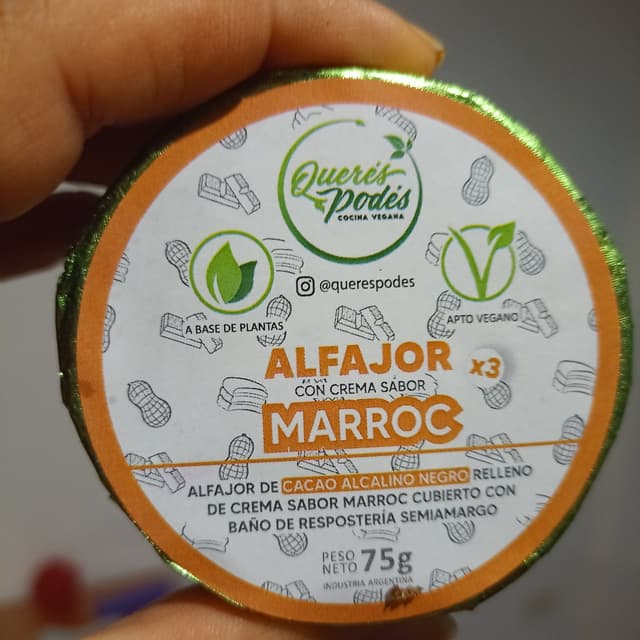 Querés
Podés
COCINA VEGANA
@querespodes
A BASE DE PLANTAS
APTO VEGANO
ALFAJOR x3
CON CREMA SABOR
MARROC
ALFAJOR DE CACAO ALCALINO NEGRO RELLENO
DE CREMA SABOR MARROC CUBIERTO CON
BAÑO DE RESPOSTERÍA SEMIAMARGO
PESO
NETO 75g
INDUSTRIA ARGENTINA